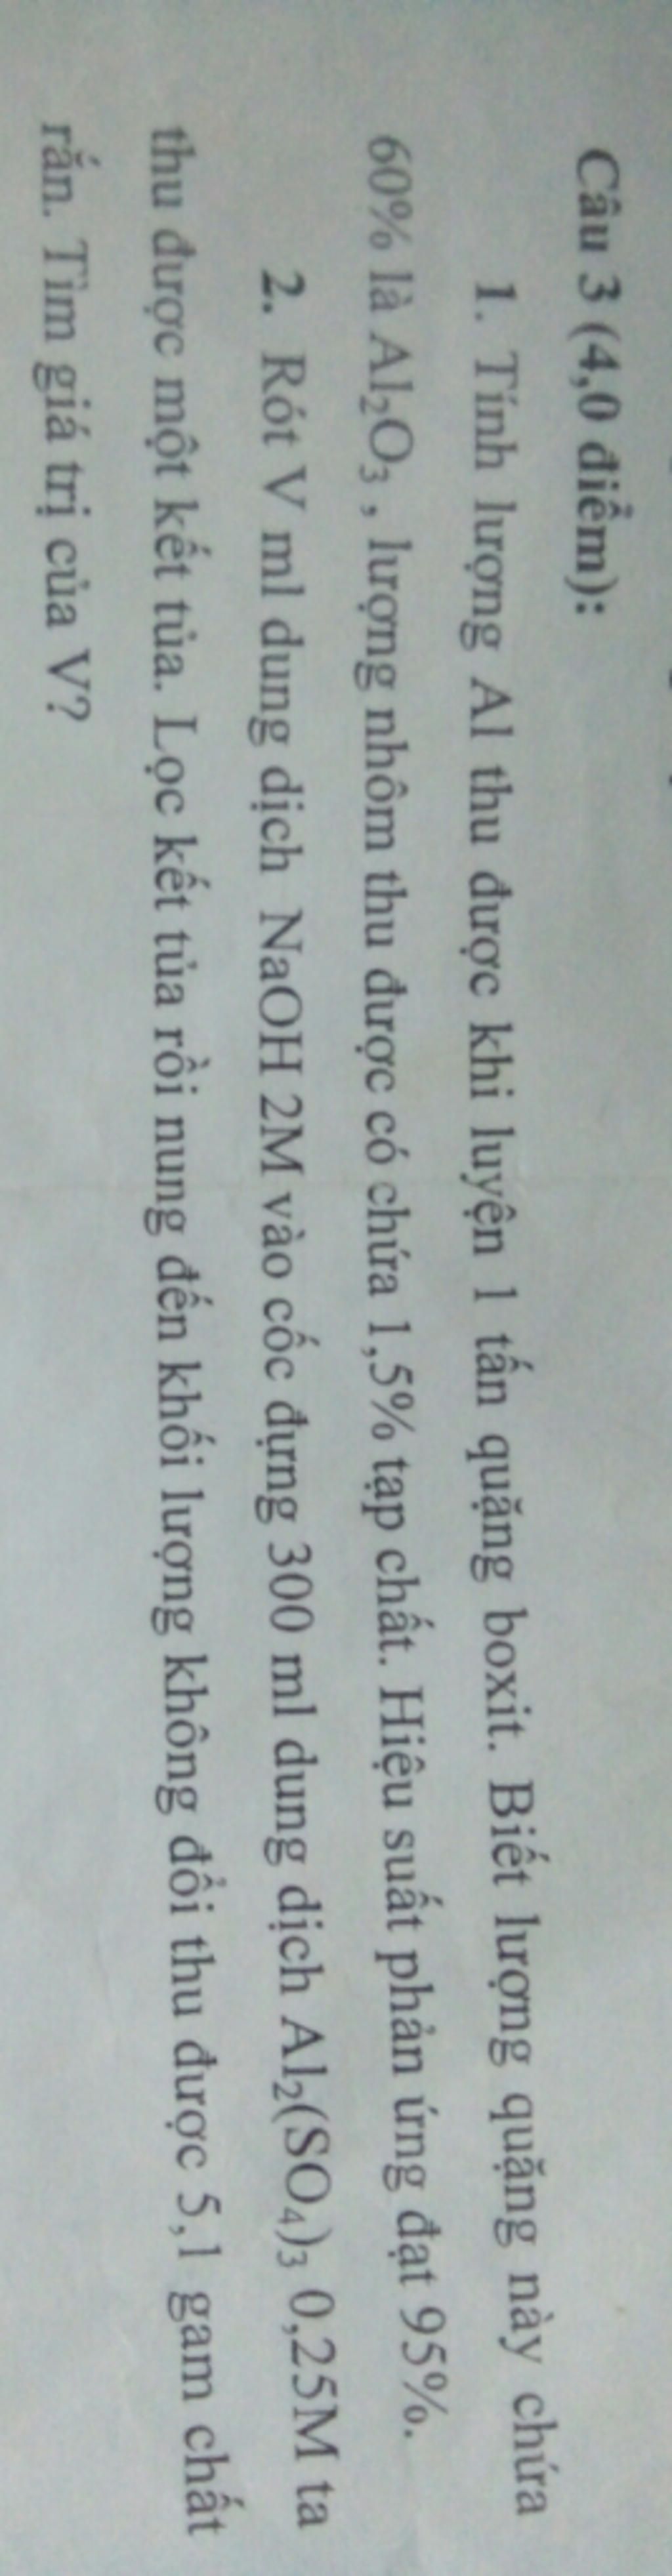 Câu 3 (4,0 điểm):
1. Tính lượng Al thu được khi luyện 1 tấn quặng boxit. Biết lượng quặng này chứa
60% là Al₂O₃ , lượng nhôm thu được có chứa 1,5% tạp chất. Hiệu suất phản ứng đạt 95%.
2. Rót V ml dung dịch NaOH 2M vào cốc đựng 300 ml dung dịch Al₂(SO₄)₃ 0,25M ta
thu được một kết tủa. Lọc kết tủa rồi nung đến khối lượng không đổi thu được 5,1 gam chất
rắn. Tìm giá trị của V?